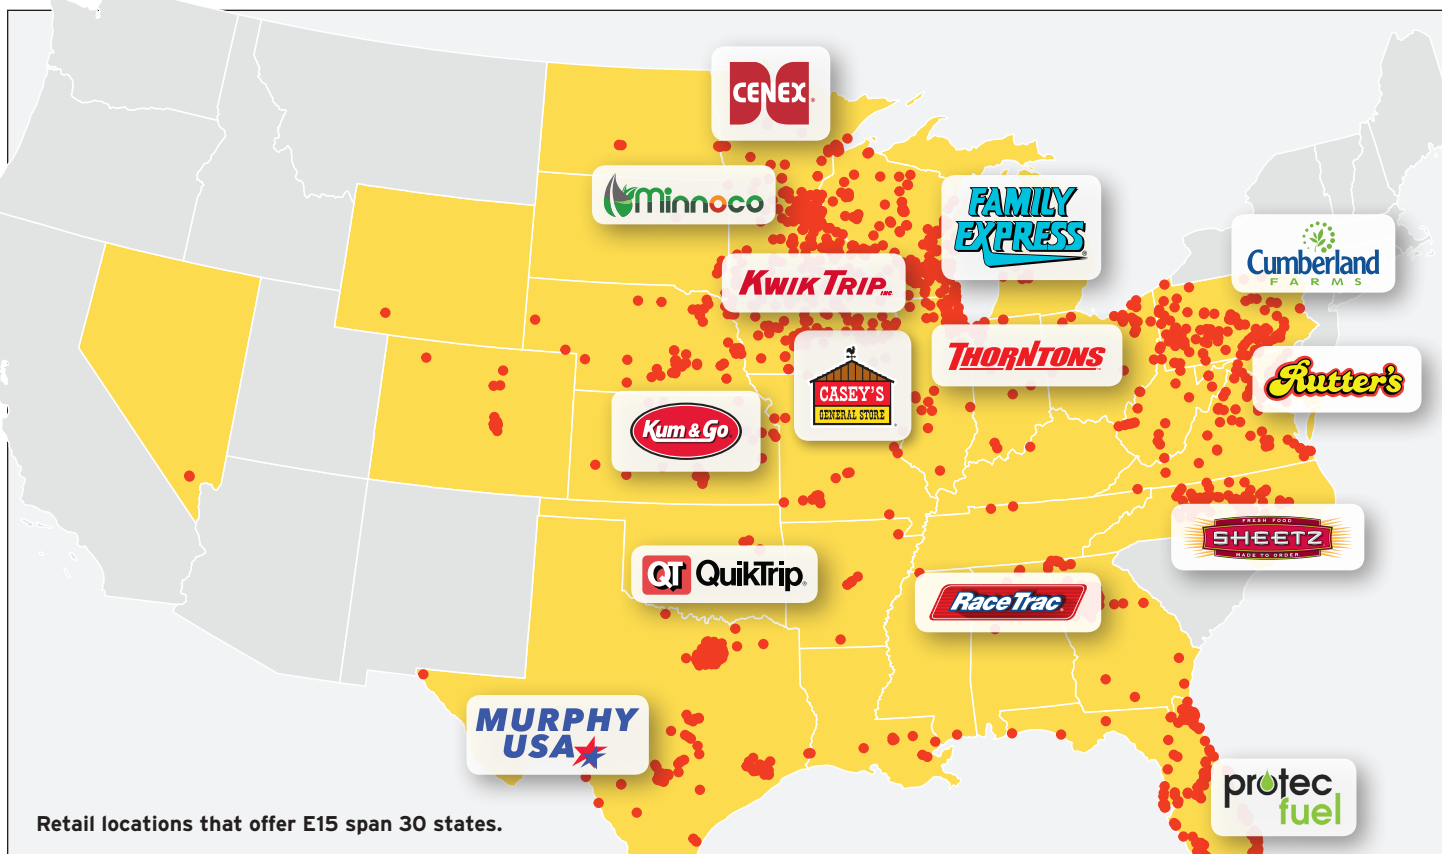 CENEX
minnoco
FAMILY
EXPRESS
Cumberland
FARMS
KWIK TRIP INC.
THORNTONS
Rutter's
CASEY'S
GENERAL STORE
Kum & Go
FRESH FOOD
SHEETZ
MADE TO ORDER
QT QuikTrip
RaceTrac
MURPHY
USA
protec
fuel
Retail locations that offer E15 span 30 states.